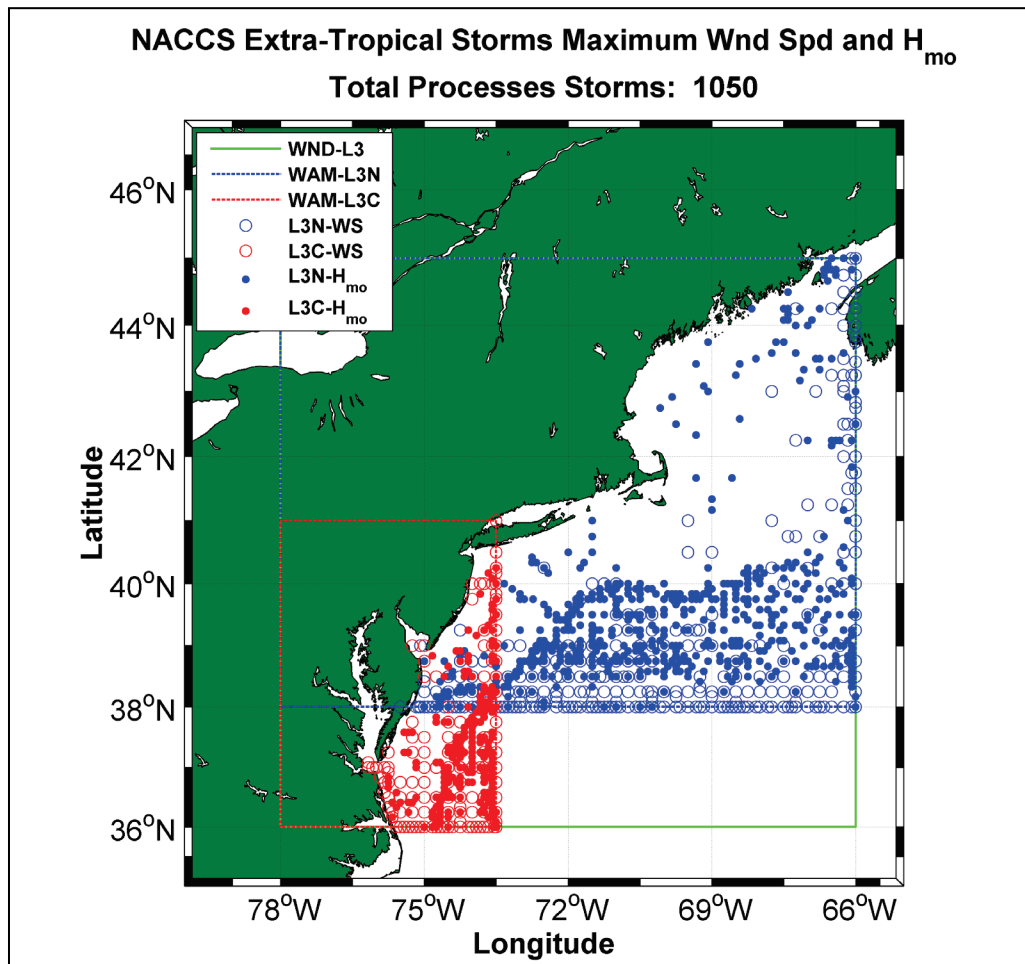 NACCS Extra-Tropical Storms Maximum Wnd Spd and Hmo
Total Processes Storms: 1050
WND-L3
WAM-L3N
WAM-L3C
L3N-WS
L3C-WS
L3N-Hmo
L3C-Hmo
46°N
44°N
42°N
40°N
38°N
36°N
Latitude
78°W 75°W 72°W 69°W 66°W
Longitude